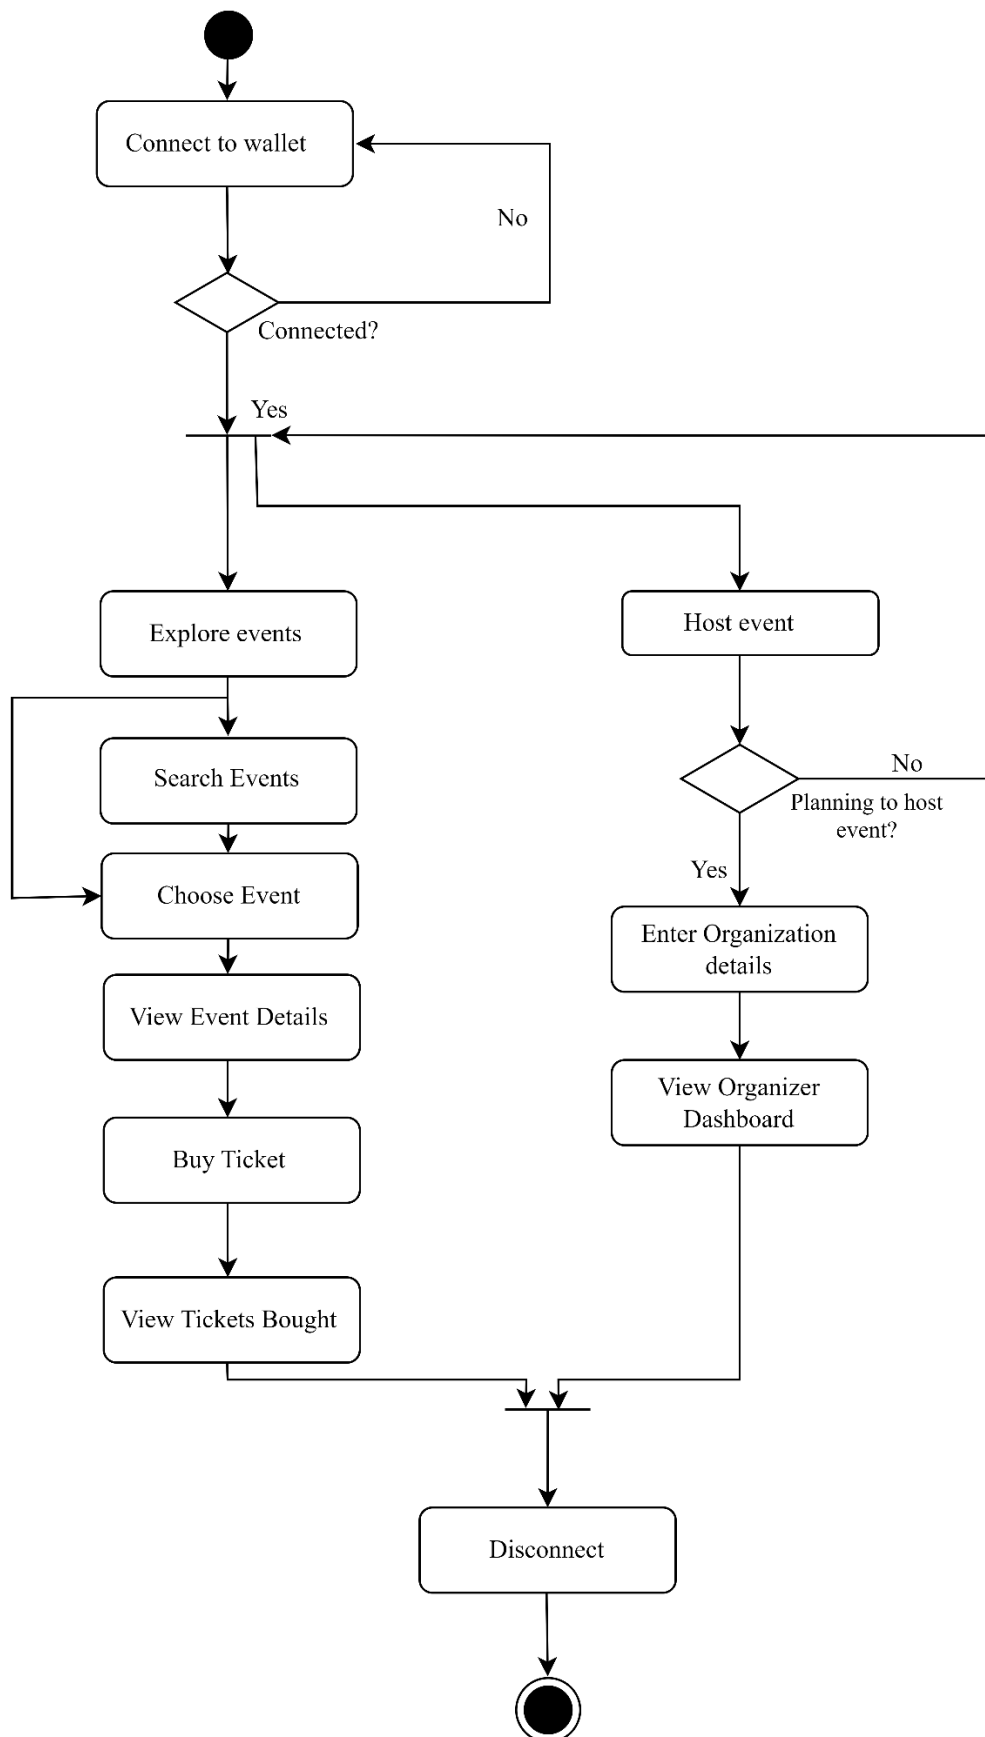 Connect to wallet
No
Connected?
Yes
Explore events
Host event
Search Events
No
Planning to host
event?
Choose Event
Yes
Enter Organization
details
View Event Details
View Organizer
Dashboard
Buy Ticket
View Tickets Bought
Disconnect